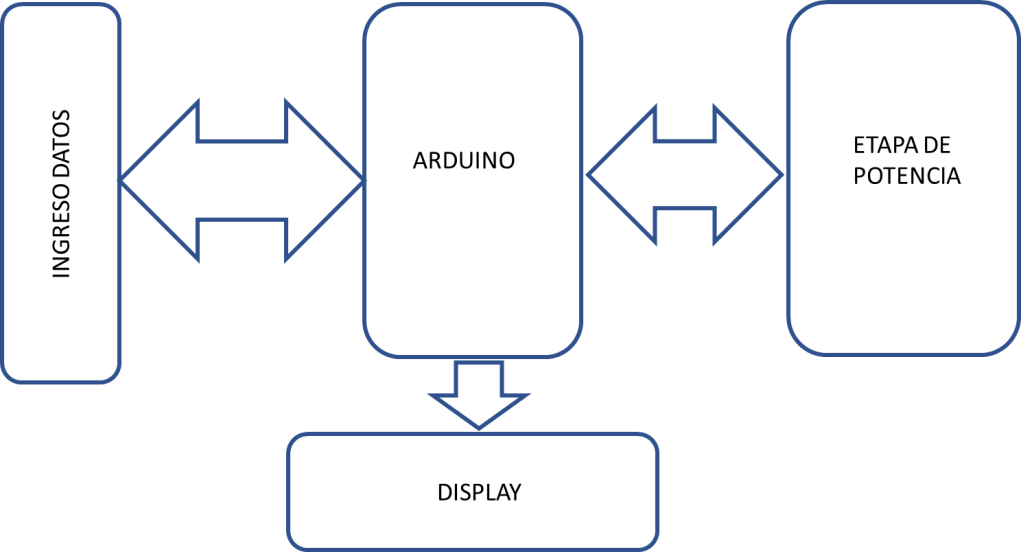 INGRESO DATOS
ARDUINO
ETAPA DE
POTENCIA
DISPLAY